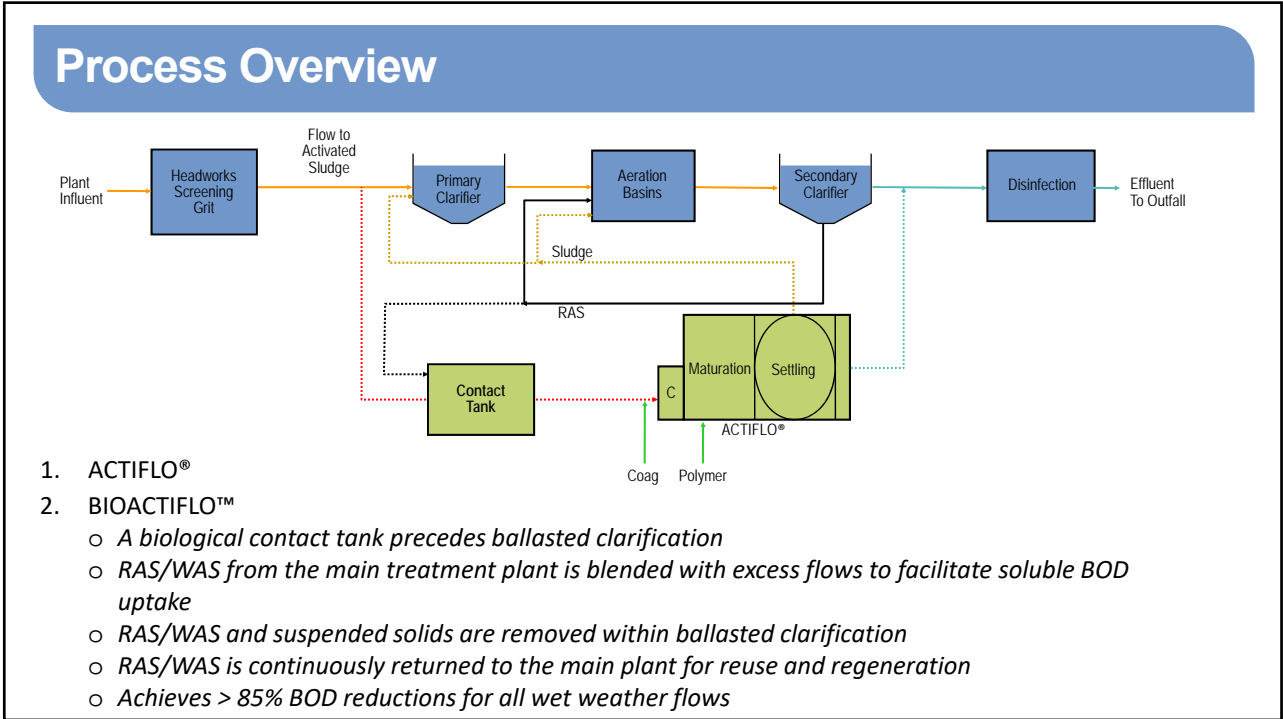 Process Overview
Flow to
Activated
Sludge
Plant
Influent
Headworks
Screening
Grit
Primary
Clarifier
Aeration
Basins
Secondary
Clarifier
Disinfection
Effluent
To Outfall
Sludge
RAS
Contact
Tank
C
Maturation
Settling
ACTIFLO®
Coag
Polymer
1. ACTIFLO®
2. BIOACTIFLO™
o A biological contact tank precedes ballasted clarification
o RAS/WAS from the main treatment plant is blended with excess flows to facilitate soluble BOD
uptake
o RAS/WAS and suspended solids are removed within ballasted clarification
o RAS/WAS is continuously returned to the main plant for reuse and regeneration
o Achieves > 85% BOD reductions for all wet weather flows